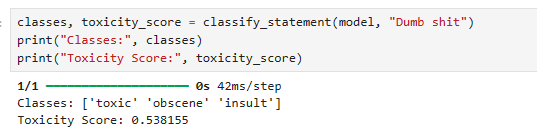 classes, toxicity_score = classify_statement(model, "Dumb shit")
print("Classes:", classes)
print("Toxicity Score:", toxicity_score)
1/1 ━━━━━━━━━━━━━━━━━━━━ 0s 42ms/step
Classes: ['toxic' 'obscene' 'insult']
Toxicity Score: 0.538155